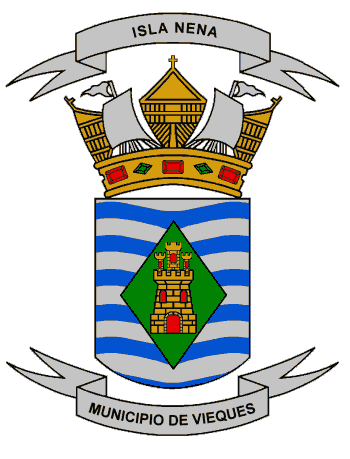 ISLA NENA
MUNICIPIO DE VIEQUES